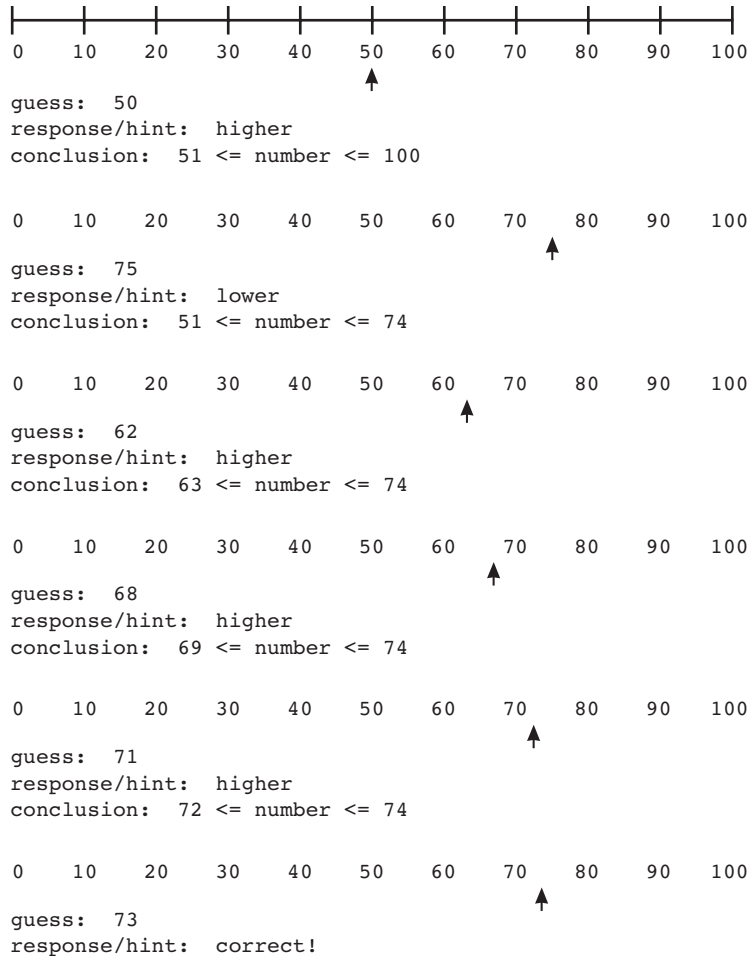 0 10 20 30 40 50 60 70 80 90 100
guess: 50
response/hint: higher
conclusion: 51 <= number <= 100
0 10 20 30 40 50 60 70 80 90 100
guess: 75
response/hint: lower
conclusion: 51 <= number <= 74
0 10 20 30 40 50 60 70 80 90 100
guess: 62
response/hint: higher
conclusion: 63 <= number <= 74
0 10 20 30 40 50 60 70 80 90 100
guess: 68
response/hint: higher
conclusion: 69 <= number <= 74
0 10 20 30 40 50 60 70 80 90 100
guess: 71
response/hint: higher
conclusion: 72 <= number <= 74
0 10 20 30 40 50 60 70 80 90 100
guess: 73
response/hint: correct!